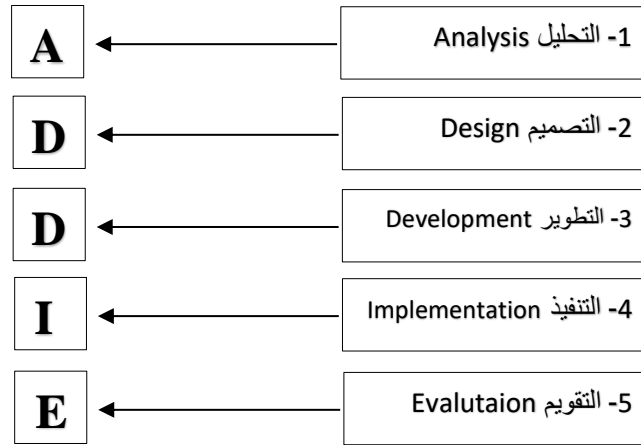 1- التحليل Analysis
A
2- التصميم Design
D
3- التطوير Development
D
4- التنفيذ Implementation
I
5- التقويم Evalutaion
E